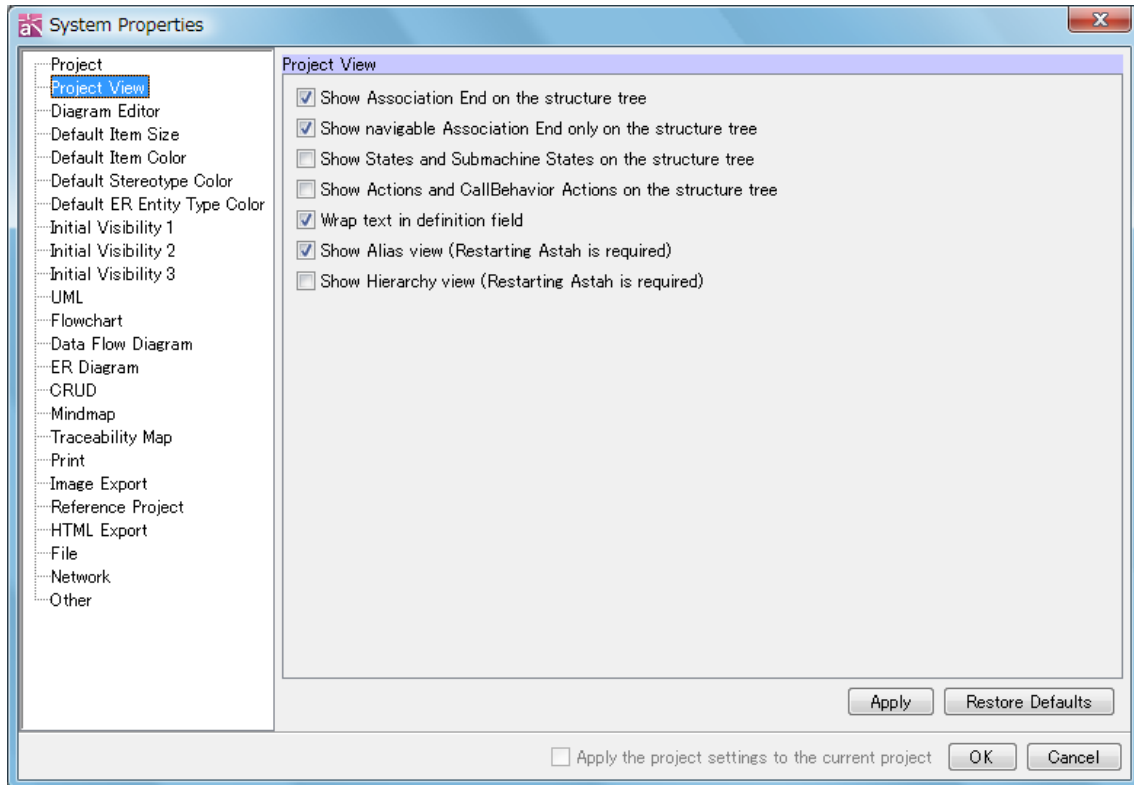 System Properties
Project
Project View
Diagram Editor
Default Item Size
Default Item Color
Default Stereotype Color
Default ER Entity Type Color
Initial Visibility 1
Initial Visibility 2
Initial Visibility 3
UML
Flowchart
Data Flow Diagram
ER Diagram
CRUD
Mindmap
Traceability Map
Print
Image Export
Reference Project
HTML Export
File
Network
Other
Project View
Show Association End on the structure tree
Show navigable Association End only on the structure tree
Show States and Submachine States on the structure tree
Show Actions and CallBehavior Actions on the structure tree
Wrap text in definition field
Show Alias view (Restarting Astah is required)
Show Hierarchy view (Restarting Astah is required)
Apply Restore Defaults
Apply the project settings to the current project OK Cancel